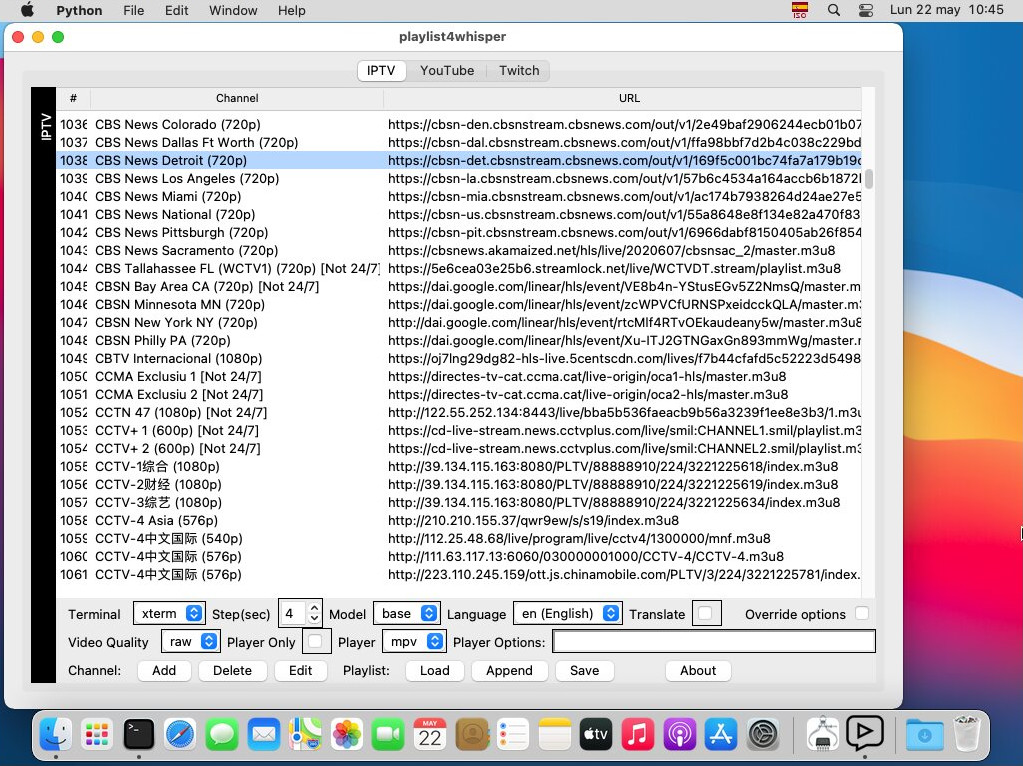 Python File Edit Window Help ISO Lun 22 may 10:45
playlist4whisper
IPTV YouTube Twitch
IPTV
# Channel URL
1036 CBS News Colorado (720p) https://cbsn-den.cbsnstream.cbsnews.com/out/v1/2e49baf2906244ecb01b07
1037 CBS News Dallas Ft Worth (720p) https://cbsn-dal.cbsnstream.cbsnews.com/out/v1/ffa98bbf7d2b4c038c229bd
1038 CBS News Detroit (720p) https://cbsn-det.cbsnstream.cbsnews.com/out/v1/169f5c001bc74fa7a179b19c
1039 CBS News Los Angeles (720p) https://cbsn-la.cbsnstream.cbsnews.com/out/v1/57b6c4534a164accb6b1872
1040 CBS News Miami (720p) https://cbsn-mia.cbsnstream.cbsnews.com/out/v1/ac174b7938264d24ae27e5
1041 CBS News National (720p) https://cbsn-us.cbsnstream.cbsnews.com/out/v1/55a8648e8f134e82a470f83
1042 CBS News Pittsburgh (720p) https://cbsn-pit.cbsnstream.cbsnews.com/out/v1/6966dabf8150405ab26f854
1043 CBS News Sacramento (720p) https://cbsnews.akamaized.net/hls/live/2020607/cbsnsac_2/master.m3u8
1044 CBS Tallahassee FL (WCTV1) (720p) [Not 24/7] https://5e6cea03e25b6.streamlock.net/live/WCTVDT.stream/playlist.m3u8
1045 CBSN Bay Area CA (720p) [Not 24/7] https://dai.google.com/linear/hls/event/VE8b4n-YStusEGv5Z2NmsQ/master.m
1046 CBSN Minnesota MN (720p) https://dai.google.com/linear/hls/event/zcWPVCfURNSPxeidcckQLA/master.m
1047 CBSN New York NY (720p) http://dai.google.com/linear/hls/event/rtcMlf4RTvOEkaudeany5w/master.m3u8
1048 CBSN Philly PA (720p) https://dai.google.com/linear/hls/event/Xu-ITJ2GTNGaxGn893mmWg/master.
1049 CBTV Internacional (1080p) https://oj7lng29dg82-hls-live.5centscdn.com/lives/f7b44cfafd5c52223d5498
1050 CCMA Exclusiu 1 [Not 24/7] https://directes-tv-cat.ccma.cat/live-origin/oca1-hls/master.m3u8
1051 CCMA Exclusiu 2 [Not 24/7] https://directes-tv-cat.ccma.cat/live-origin/oca2-hls/master.m3u8
1052 CCTN 47 (1080p) [Not 24/7] http://122.55.252.134:8443/live/bba5b536faeacb9b56a3239f1ee8e3b3/1.m3u
1053 CCTV+ 1 (600p) [Not 24/7] https://cd-live-stream.news.cctvplus.com/live/smil:CHANNEL1.smil/playlist.m3
1054 CCTV+ 2 (600p) [Not 24/7] https://cd-live-stream.news.cctvplus.com/live/smil:CHANNEL2.smil/playlist.m3
1055 CCTV-1综合 (1080p) http://39.134.115.163:8080/PLTV/88888910/224/3221225618/index.m3u8
1056 CCTV-2财经 (1080p) http://39.134.115.163:8080/PLTV/88888910/224/3221225619/index.m3u8
1057 CCTV-3综艺 (1080p) http://39.134.115.163:8080/PLTV/88888910/224/3221225634/index.m3u8
1058 CCTV-4 Asia (576p) http://210.210.155.37/qwr9ew/s/s19/index.m3u8
1059 CCTV-4中文国际 (540p) http://112.25.48.68/live/program/live/cctv4/1300000/mnf.m3u8
1060 CCTV-4中文国际 (576p) http://111.63.117.13:6060/030000001000/CCTV-4/CCTV-4.m3u8
1061 CCTV-4中文国际 (576p) http://223.110.245.159/ott.js.chinamobile.com/PLTV/3/224/3221225781/index.
Terminal xterm Step(sec) 4 Model base Language en (English) Translate Override options
Video Quality raw Player Only Player mpv Player Options:
Channel: Add Delete Edit Playlist: Load Append Save About
MAY
22
tv